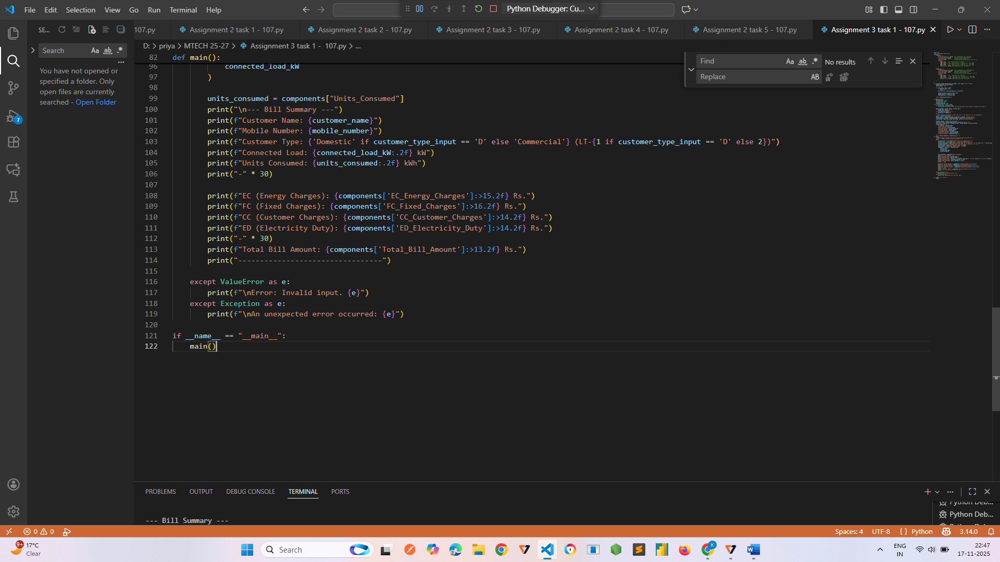 File Edit Selection View Go Run Terminal Help
Python Debugger: Cu...
SE...
107.py
Assignment 2 task 1 - 107.py
Assignment 2 task 2 - 107.py
Assignment 2 task 3 - 107.py
Assignment 2 task 4 - 107.py
Assignment 2 task 5 - 107.py
Assignment 3 task 1 - 107.py
D: > priya > MTECH 25-27 > Assignment 3 task 1 - 107.py > ...
Search Aa ab .*
...
You have not opened or
specified a folder. Only
open files are currently
searched - Open Folder
7
Find Aa ab .* No results
Replace AB
82 def main():
96 connected_load_kW
97 )
98
99 units_consumed = components["Units_Consumed"]
100 print("\n--- Bill Summary ---")
101 print(f"Customer Name: {customer_name}")
102 print(f"Mobile Number: {mobile_number}")
103 print(f"Customer Type: {'Domestic' if customer_type_input == 'D' else 'Commercial'} (LT-{1 if customer_type_input == 'D' else 2})")
104 print(f"Connected Load: {connected_load_kW:.2f} kW")
105 print(f"Units Consumed: {units_consumed:.2f} kWh")
106 print("-" * 30)
107
108 print(f"EC (Energy Charges): {components['EC_Energy_Charges']:>15.2f} Rs.")
109 print(f"FC (Fixed Charges): {components['FC_Fixed_Charges']:>16.2f} Rs.")
110 print(f"CC (Customer Charges): {components['CC_Customer_Charges']:>14.2f} Rs.")
111 print(f"ED (Electricity Duty): {components['ED_Electricity_Duty']:>14.2f} Rs.")
112 print("-" * 30)
113 print(f"Total Bill Amount: {components['Total_Bill_Amount']:>13.2f} Rs.")
114 print("---------------------------------")
115
116 except ValueError as e:
117 print(f"\nError: Invalid input. {e}")
118 except Exception as e:
119 print(f"\nAn unexpected error occurred: {e}")
120
121 if __name__ == "__main__":
122 main()
PROBLEMS OUTPUT DEBUG CONSOLE TERMINAL PORTS
--- Bill Summary ---
Python Deb...
Python Deb...
0 0
Spaces: 4 UTF-8 { } Python 3.14.0
9+ 17°C
Clear
Search
K
ENG
IN
22:47
17-11-2025